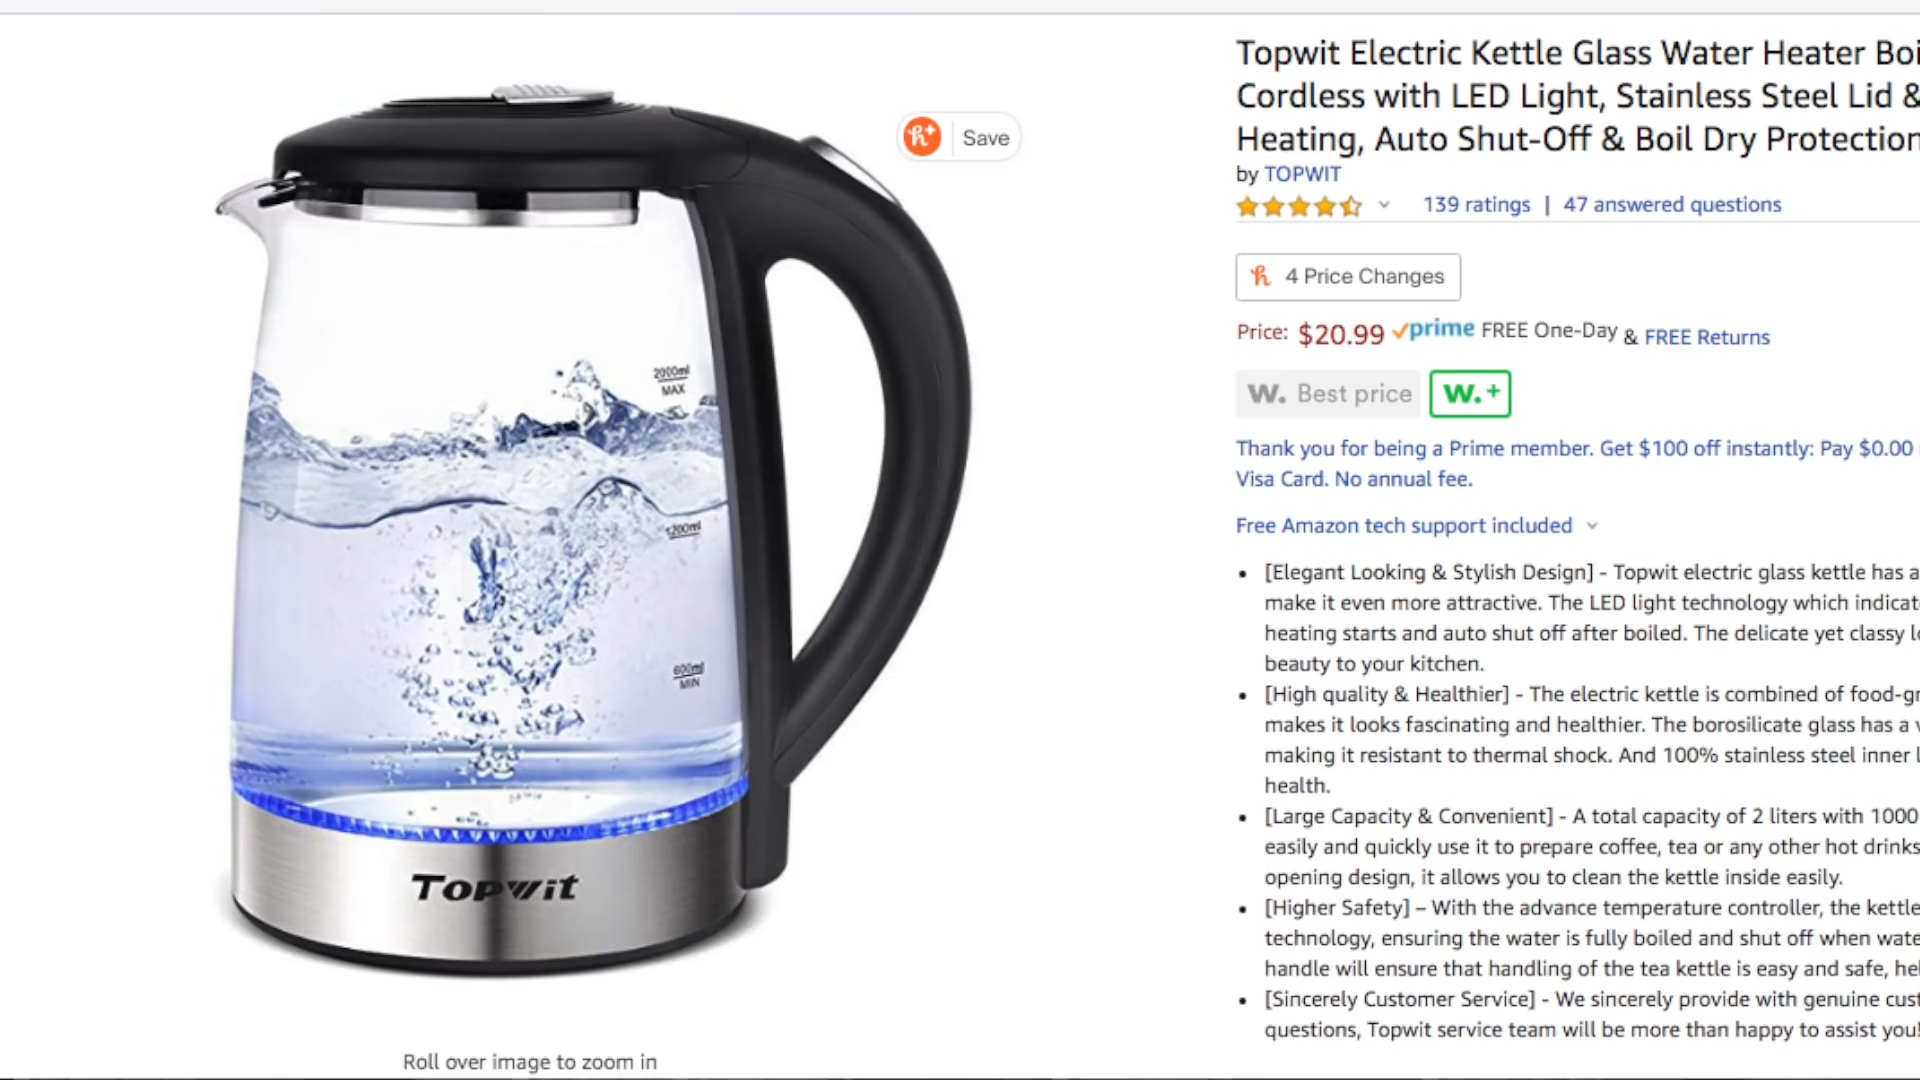 Topwit Electric Kettle Glass Water Heater
Cordless with LED Light, Stainless Steel Lid &
Heating, Auto Shut-Off & Boil Dry Protection
by TOPWIT
139 ratings | 47 answered questions
Save
4 Price Changes
Price: $20.99 prime FREE One-Day & FREE Returns
W. Best price W.+
Thank you for being a Prime member. Get $100 off instantly: Pay $0.00
Visa Card. No annual fee.
Free Amazon tech support included
• [Elegant Looking & Stylish Design] - Topwit electric glass kettle has a
make it even more attractive. The LED light technology which
heating starts and auto shut off after boiled. The delicate yet classy
beauty to your kitchen.
• [High quality & Healthier] - The electric kettle is combined of
makes it looks fascinating and healthier. The borosilicate glass has a
making it resistant to thermal shock. And 100% stainless steel inner
health.
• [Large Capacity & Convenient] - A total capacity of 2 liters with 1000
easily and quickly use it to prepare coffee, tea or any other hot drinks
opening design, it allows you to clean the kettle inside easily.
• [Higher Safety] – With the advance temperature controller, the kettle
technology, ensuring the water is fully boiled and shut off when
handle will ensure that handling of the tea kettle is easy and safe,
• [Sincerely Customer Service] - We sincerely provide with genuine
questions, Topwit service team will be more than happy to assist you!
2000ml
MAX
1200ml
600ml
MIN
Topwit
Roll over image to zoom in